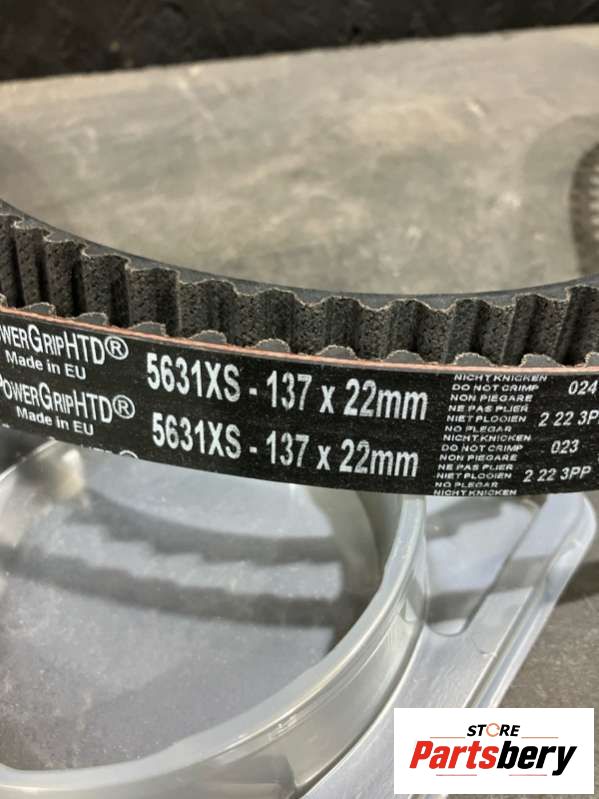 POWERGRIPHTD®
Made in EU
5631XS - 137 x 22mm
NICHT KNICKEN
DO NOT CRIMP
NON PIEGARE
NE PAS PLIER
NIET PLOOIEN
NO PLEGAR
024
2 22 3PP
POWERGRIPHTD®
Made in EU
5631XS - 137 x 22mm
NICHT KNICKEN
DO NOT CRIMP
NON PIEGARE
NE PAS PLIER
NIET PLOOIEN
NO PLEGAR
NICHT KNICKEN
023
2 22 3PP
STORE
Partsbery